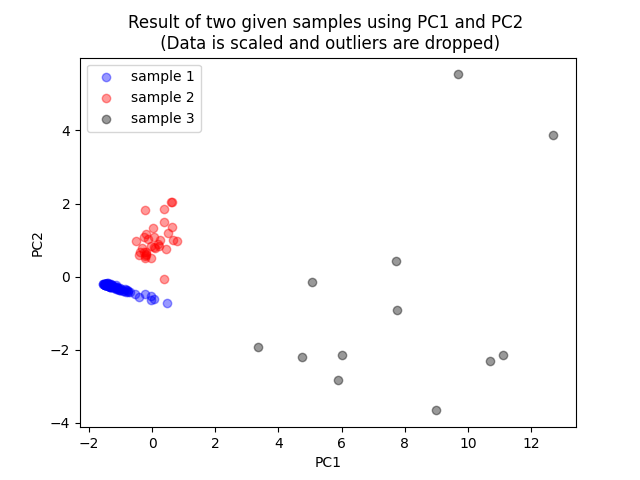 Result of two given samples using PC1 and PC2
(Data is scaled and outliers are dropped)
sample 1
sample 2
sample 3
PC2
4
2
0
−2
−4
−2 0 2 4 6 8 10 12
PC1